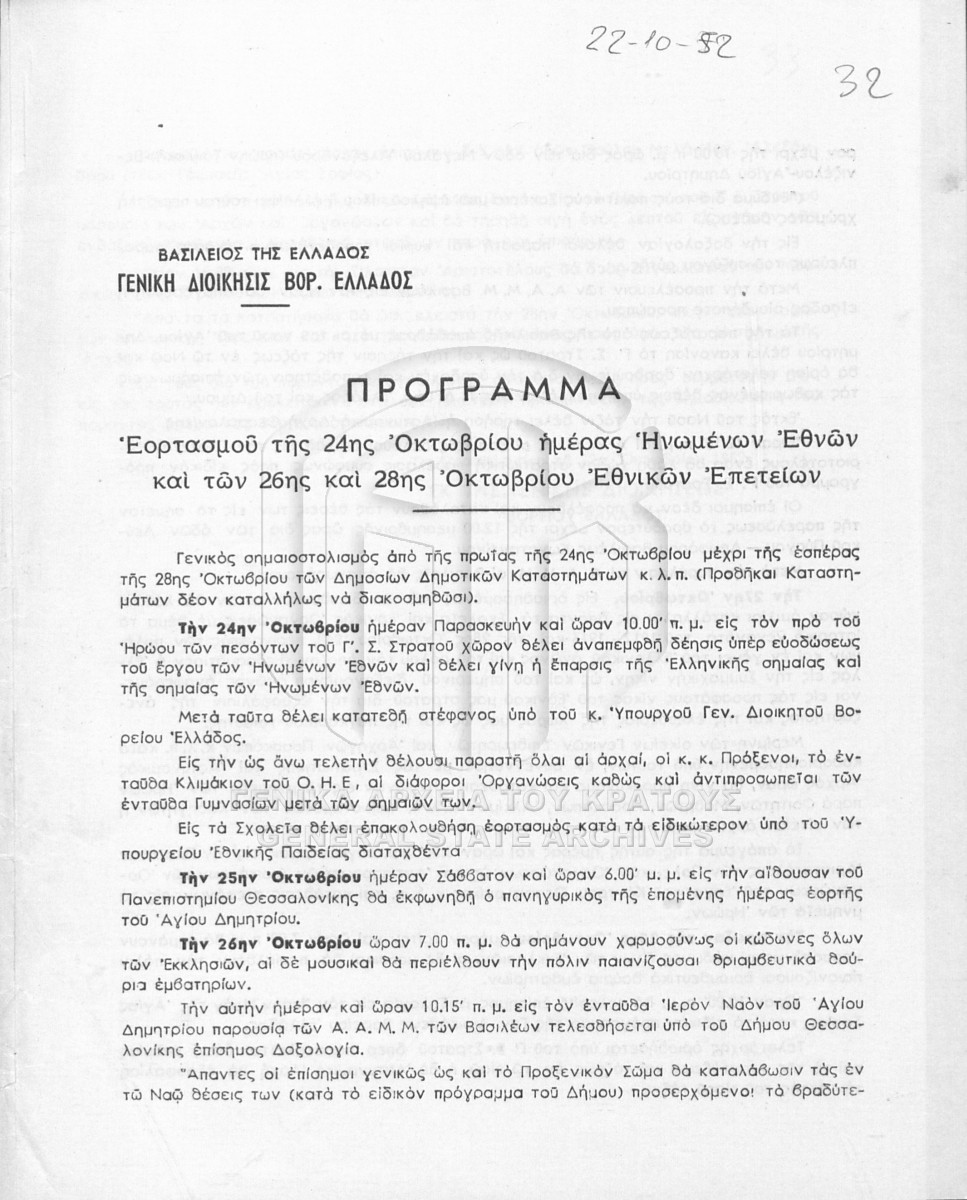 22-10-52
32
ΒΑΣΙΛΕΙΟΣ ΤΗΣ ΕΛΛΑΔΟΣ
ΓΕΝΙΚΗ ΔΙΟΙΚΗΣΙΣ ΒΟΡ. ΕΛΛΑΔΟΣ
ΠΡΟΓΡΑΜΜΑ
Ἑορτασμοῦ τῆς 24ης Ὀκτωβρίου ἡμέρας Ἡνωμένων Ἐθνῶν
καὶ τῶν 26ης καὶ 28ης Ὀκτωβρίου Ἐθνικῶν Ἐπετείων
Γενικὸς σημαιοστολισμὸς ἀπὸ τῆς πρωΐας τῆς 24ης Ὀκτωβρίου μέχρι τῆς ἑσπέρας
τῆς 28ης Ὀκτωβρίου τῶν Δημοσίων Δημοτικῶν Καταστημάτων κ.λ.π. (Προθῆκαι Καταστη-
μάτων δέον καταλλήλως νὰ διακοσμηθῶσι).
Τὴν 24ην Ὀκτωβρίου ἡμέραν Παρασκευὴν καὶ ὥραν 10.00' π. μ. εἰς τὸν πρὸ τοῦ
Ἡρώου τῶν πεσόντων τοῦ Γ'. Σ. Στρατοῦ χῶρον θέλει ἀναπεμφθῆ δέησις ὑπὲρ εὐοδώσεως
τοῦ ἔργου τῶν Ἡνωμένων Ἐθνῶν καὶ θέλει γίνῃ ἡ ἔπαρσις τῆς Ἑλληνικῆς σημαίας καὶ
τῆς σημαίας τῶν Ἡνωμένων Ἐθνῶν.
Μετὰ ταῦτα θέλει κατατεθῆ στέφανος ὑπὸ τοῦ κ. Ὑπουργοῦ Γεν. Διοικητοῦ Βο-
ρείου Ἑλλάδος.
Εἰς τὴν ὡς ἄνω τελετὴν θέλουσι παραστῆ ὅλαι αἱ ἀρχαί, οἱ κ. κ. Πρόξενοι, τὸ ἐν-
ταῦθα Κλιμάκιον τοῦ Ο. Η. Ε, αἱ διάφοροι Ὀργανώσεις καθὼς καὶ ἀντιπροσωπεῖαι τῶν
ἐνταῦθα Γυμνασίων μετὰ τῶν σημαιῶν των.
ΓΕΝΙΚΑ ΑΡΧΕΙΑ ΤΟΥ ΚΡΑΤΟΥΣ
Εἰς τὰ Σχολεῖα θέλει ἐπακολουθήση ἑορτασμὸς κατὰ τὰ εἰδικώτερον ὑπὸ τοῦ Ὑ-
GENERAL STATE ARCHIVES
πουργείου Ἐθνικῆς Παιδείας διαταχθέντα
Τὴν 25ην Ὀκτωβρίου ἡμέραν Σάββατον καὶ ὥραν 6.00' μ. μ. εἰς τὴν αἴθουσαν τοῦ
Πανεπιστημίου Θεσσαλονίκης θὰ ἐκφωνηθῆ ὁ πανηγυρικὸς τῆς ἑπομένης ἡμέρας ἑορτῆς
τοῦ Ἁγίου Δημητρίου.
Τὴν 26ην Ὀκτωβρίου ὥραν 7.00 π. μ. θὰ σημάνουν χαρμοσύνως οἱ κώδωνες ὅλων
τῶν Ἐκκλησιῶν, αἱ δὲ μουσικαὶ θὰ περιέλθουν τὴν πόλιν παιανίζουσαι θριαμβευτικὰ θού-
ρια ἐμβατηρίων.
Τὴν αὐτὴν ἡμέραν καὶ ὥραν 10.15' π. μ. εἰς τὸν ἐνταῦθα Ἱερὸν Ναὸν τοῦ Ἁγίου
Δημητρίου παρουσίᾳ τῶν Α. Α. Μ. Μ. τῶν Βασιλέων τελεσθήσεται ὑπὸ τοῦ Δήμου Θεσσα-
λονίκης ἐπίσημος Δοξολογία.
Ἅπαντες οἱ ἐπίσημοι γενικῶς ὡς καὶ τὸ Προξενικὸν Σῶμα θὰ καταλάβωσιν τὰς ἐν
τῷ Ναῷ θέσεις των (κατὰ τὸ εἰδικὸν πρόγραμμα τοῦ Δήμου) προσερχόμενοι τὸ βραδύτε-